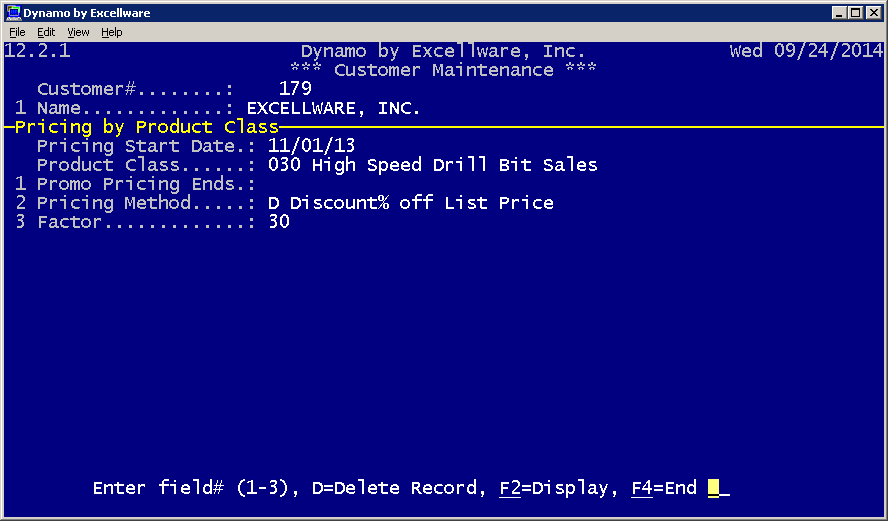 Dynamo by Excellware
File Edit View Help
12.2.1 Dynamo by Excellware, Inc. Wed 09/24/2014
*** Customer Maintenance ***
Customer#........: 179
1 Name.............: EXCELLWARE, INC.
Pricing by Product Class
Pricing Start Date.: 11/01/13
Product Class......: 030 High Speed Drill Bit Sales
1 Promo Pricing Ends.:
2 Pricing Method.....: D Discount% off List Price
3 Factor.............: 30
Enter field# (1-3), D=Delete Record, F2=Display, F4=End